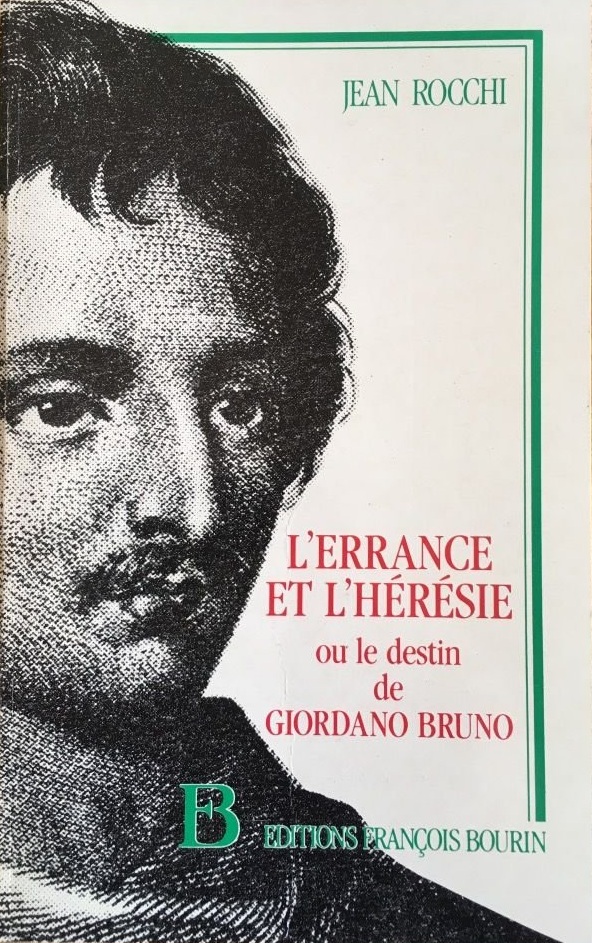 JEAN ROCCHI
L'ERRANCE
ET L'HÉRÉSIE
ou le destin
de
GIORDANO BRUNO
FB EDITIONS FRANÇOIS BOURIN